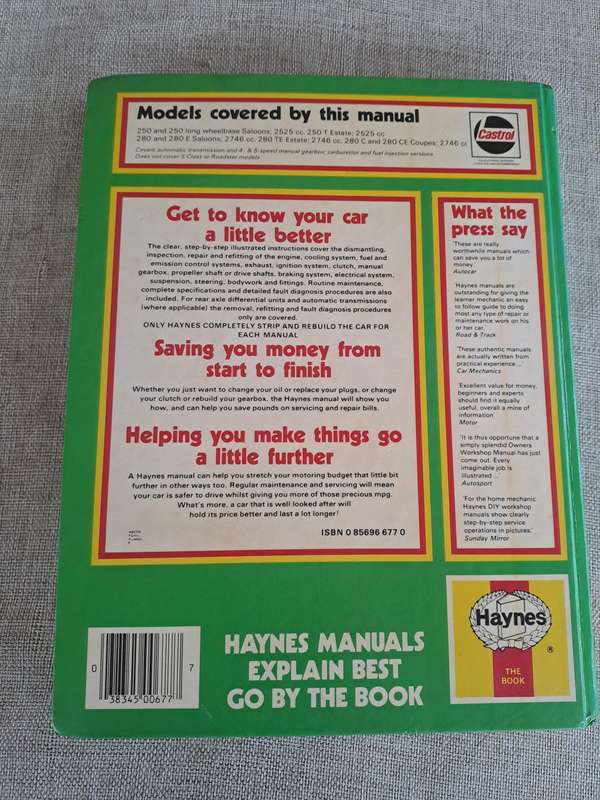 Models covered by this manual
250 and 250 long wheelbase Saloons; 2525 cc. 250 T Estate; 2525 cc
280 and 280 E Saloons; 2746 cc. 280 TE Estate; 2746 cc. 280 C and 280 CE Coupes; 2746 cc
Covers automatic transmission and 4- & 5-speed manual gearbox, carburettor and fuel injection versions
Does not cover S Class or Roadster models
Castrol
Get to know your car
a little better
The clear, step-by-step illustrated instructions cover the dismantling,
inspection, repair and refitting of the engine, cooling system, fuel and
emission control systems, exhaust, ignition system, clutch, manual
gearbox, propeller shaft or drive shafts, braking system, electrical system,
suspension, steering, bodywork and fittings. Routine maintenance,
complete specifications and detailed fault diagnosis procedures are also
included. For rear axle differential units and automatic transmissions
(where applicable) the removal, refitting and fault diagnosis procedures
only are covered.
ONLY HAYNES COMPLETELY STRIP AND REBUILD THE CAR FOR
EACH MANUAL
Saving you money from
start to finish
Whether you just want to change your oil or replace your plugs, or change
your clutch or rebuild your gearbox, the Haynes manual will show you
how, and can help you save pounds on servicing and repair bills.
Helping you make things go
a little further
A Haynes manual can help you stretch your motoring budget that little bit
further in other ways too. Regular maintenance and servicing will mean
your car is safer to drive whilst giving you more of those precious mpg.
What's more, a car that is well looked after will
hold its price better and last a lot longer!
ISBN 0 85696 677 0
What the
press say
'These are really
worthwhile manuals which
can save you a lot of
money.'
Autocar
'Haynes manuals are
outstanding for giving the
learner mechanic an easy
to follow guide to doing
most any type of repair or
maintenance work on his
or her car.
Road & Track
'These authentic manuals
are actually written from
practical experience ...'
Car Mechanics
'Excellent value for money,
beginners and experts
should find it equally
useful, overall a mine of
information'
Motor
'It is thus opportune that a
simply splendid Owners
Workshop Manual has just
come out. Every
imaginable job is
illustrated ...'
Autosport
'For the home mechanic
Haynes DIY workshop
manuals show clearly
step-by-step service
operations in pictures.'
Sunday Mirror
0
7
38345 00677
HAYNES MANUALS
EXPLAIN BEST
GO BY THE BOOK
Haynes
®
THE
BOOK